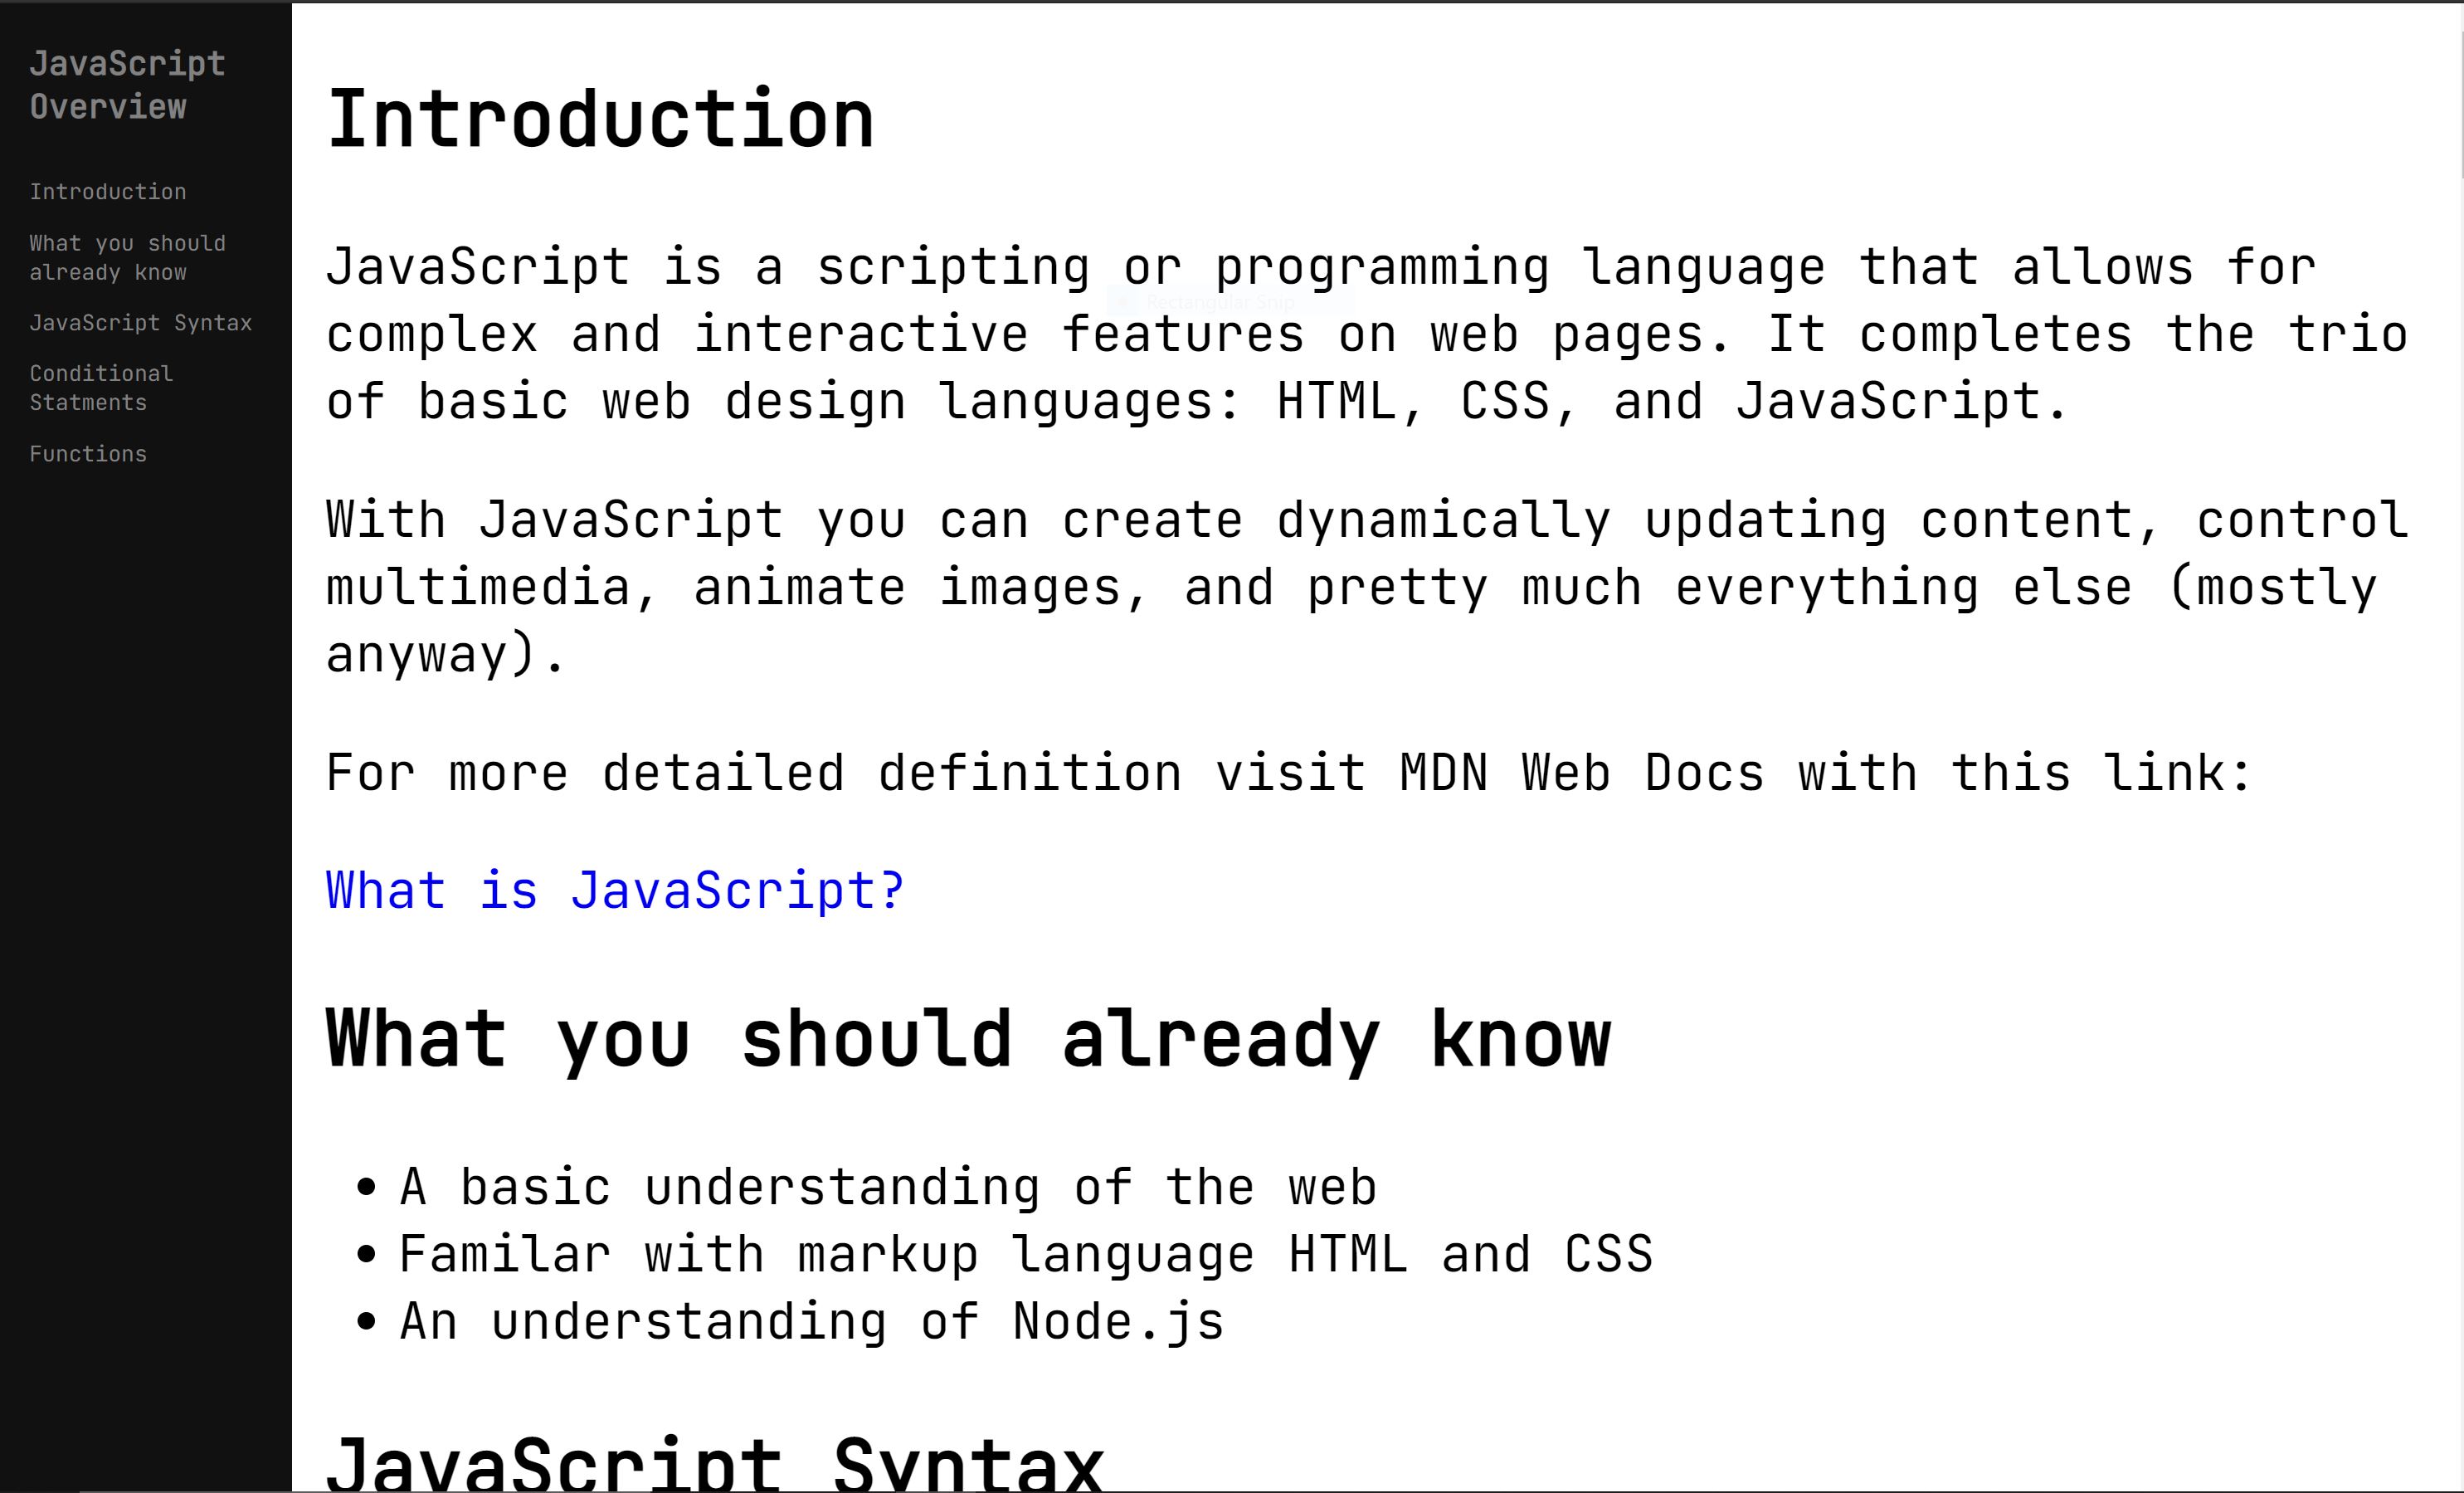 JavaScript
Overview
Introduction
What you should
already know
JavaScript Syntax
Conditional
Statments
Functions
Introduction
JavaScript is a scripting or programming language that allows for
complex and interactive features on web pages. It completes the trio
of basic web design languages: HTML, CSS, and JavaScript.
Rectangular Snip
With JavaScript you can create dynamically updating content, control
multimedia, animate images, and pretty much everything else (mostly
anyway).
For more detailed definition visit MDN Web Docs with this link:
What is JavaScript?
What you should already know
• A basic understanding of the web
• Familar with markup language HTML and CSS
• An understanding of Node.js
JavaScript Syntax